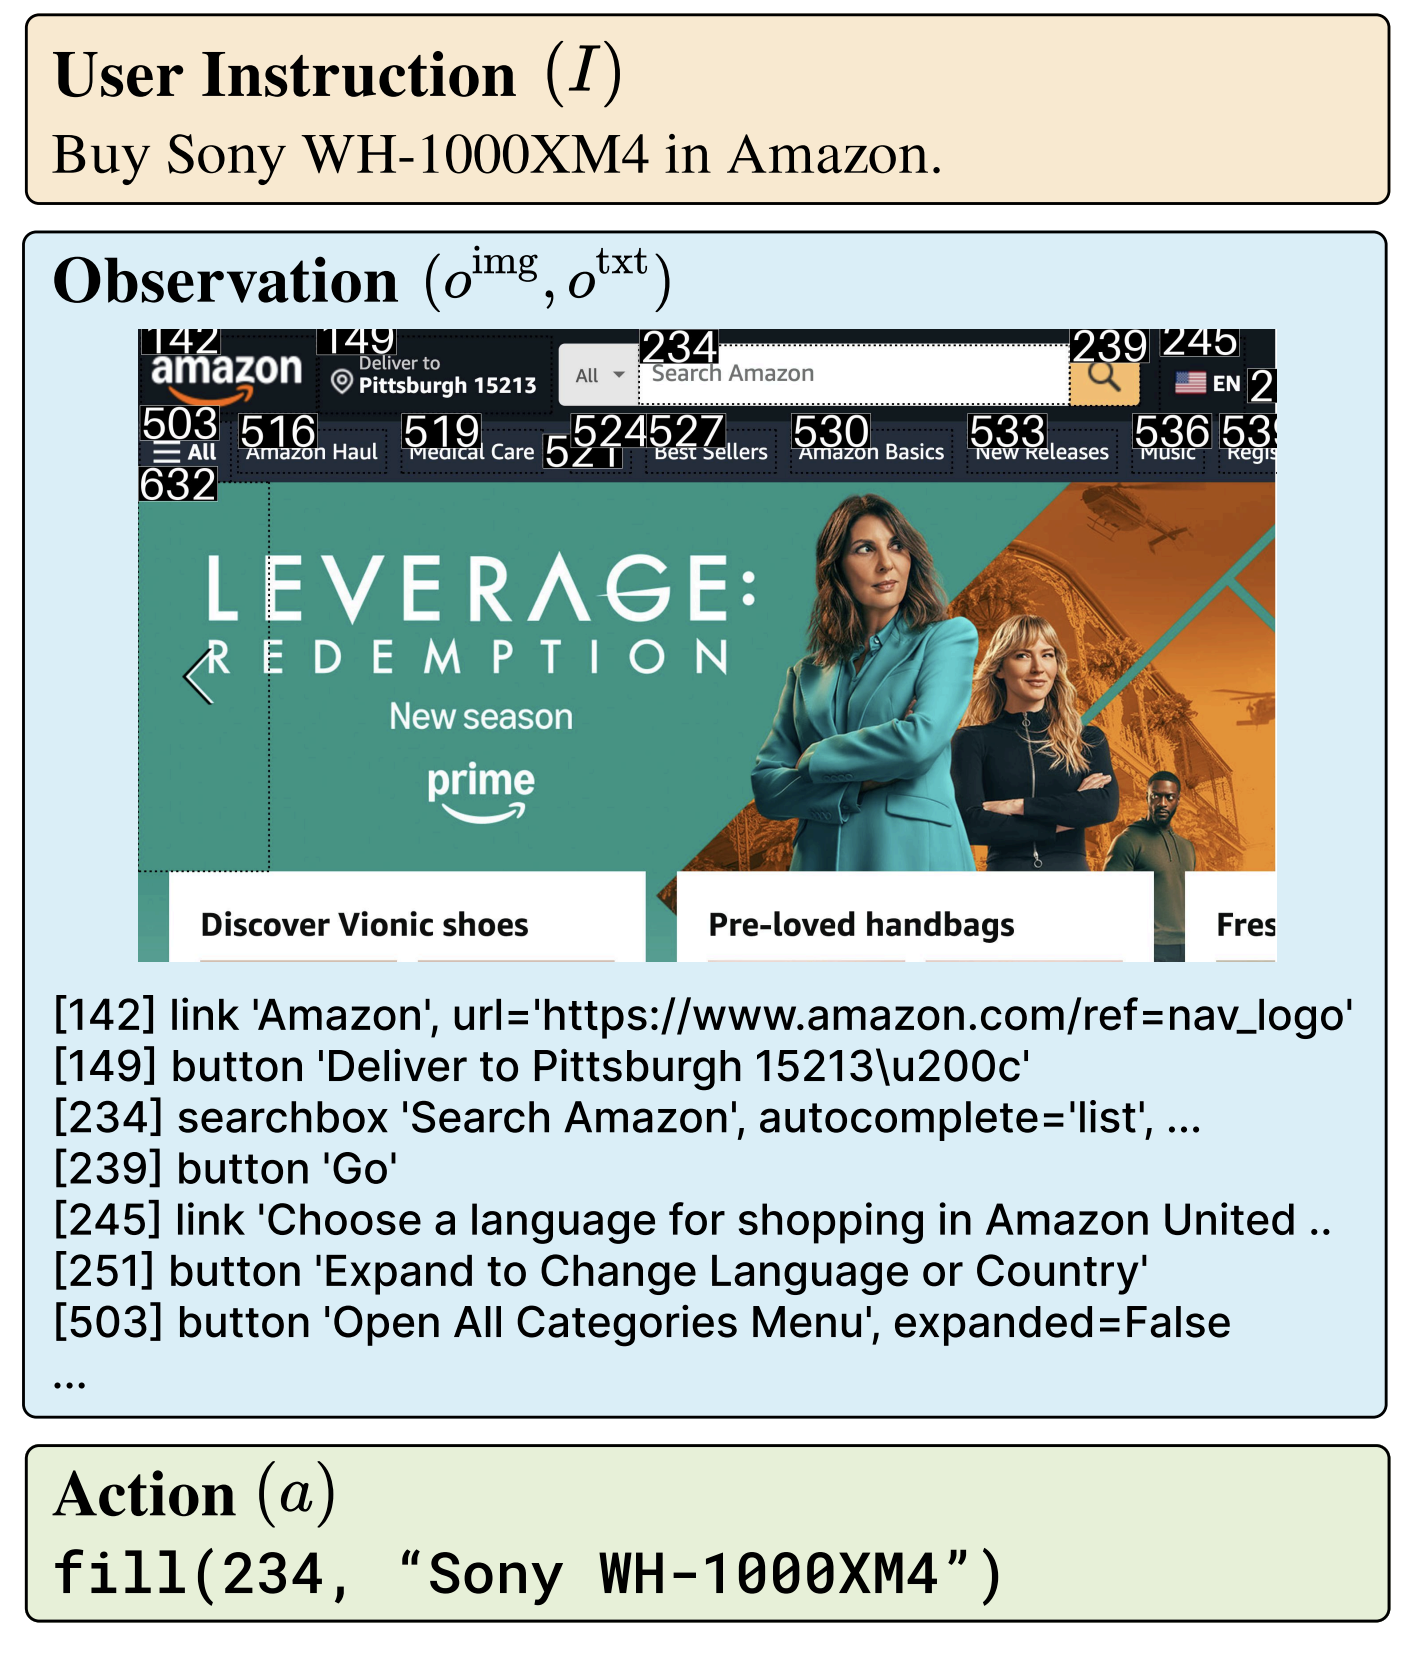 User Instruction (I)
Buy Sony WH-1000XM4 in Amazon.
Observation (o^img, o^txt)
142 149 234 239 245
amazon Deliver to All Search Amazon EN 2
Pittsburgh 15213
503 516 519 521 524 527 530 533 536 539
All Amazon Haul Medical Care Best Sellers Amazon Basics New Releases Music Regis
632
LEVERAGE:
REDEMPTION
New season
prime
Discover Vionic shoes Pre-loved handbags Fres
[142] link 'Amazon', url='https://www.amazon.com/ref=nav_logo'
[149] button 'Deliver to Pittsburgh 15213\u200c'
[234] searchbox 'Search Amazon', autocomplete='list', ...
[239] button 'Go'
[245] link 'Choose a language for shopping in Amazon United ..
[251] button 'Expand to Change Language or Country'
[503] button 'Open All Categories Menu', expanded=False
...
Action (a)
fill(234, “Sony WH-1000XM4”)